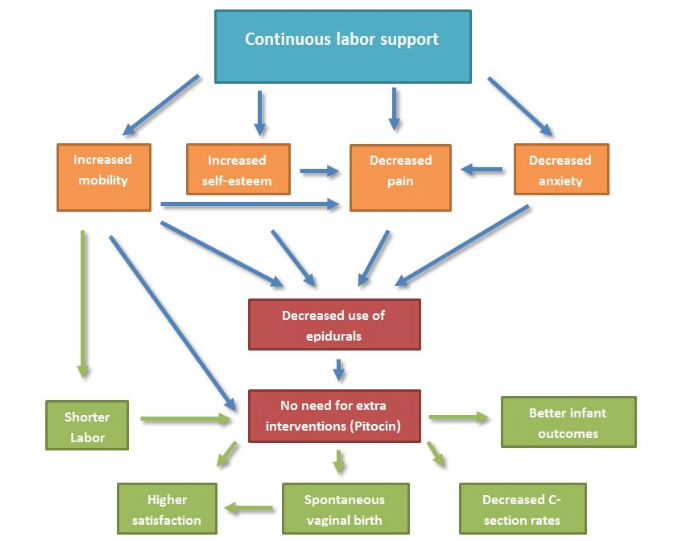 Continuous labor support
Increased
mobility
Increased
self-esteem
Decreased
pain
Decreased
anxiety
Decreased use of
epidurals
Shorter
Labor
No need for extra
interventions (Pitocin)
Better infant
outcomes
Higher
satisfaction
Spontaneous
vaginal birth
Decreased C-
section rates